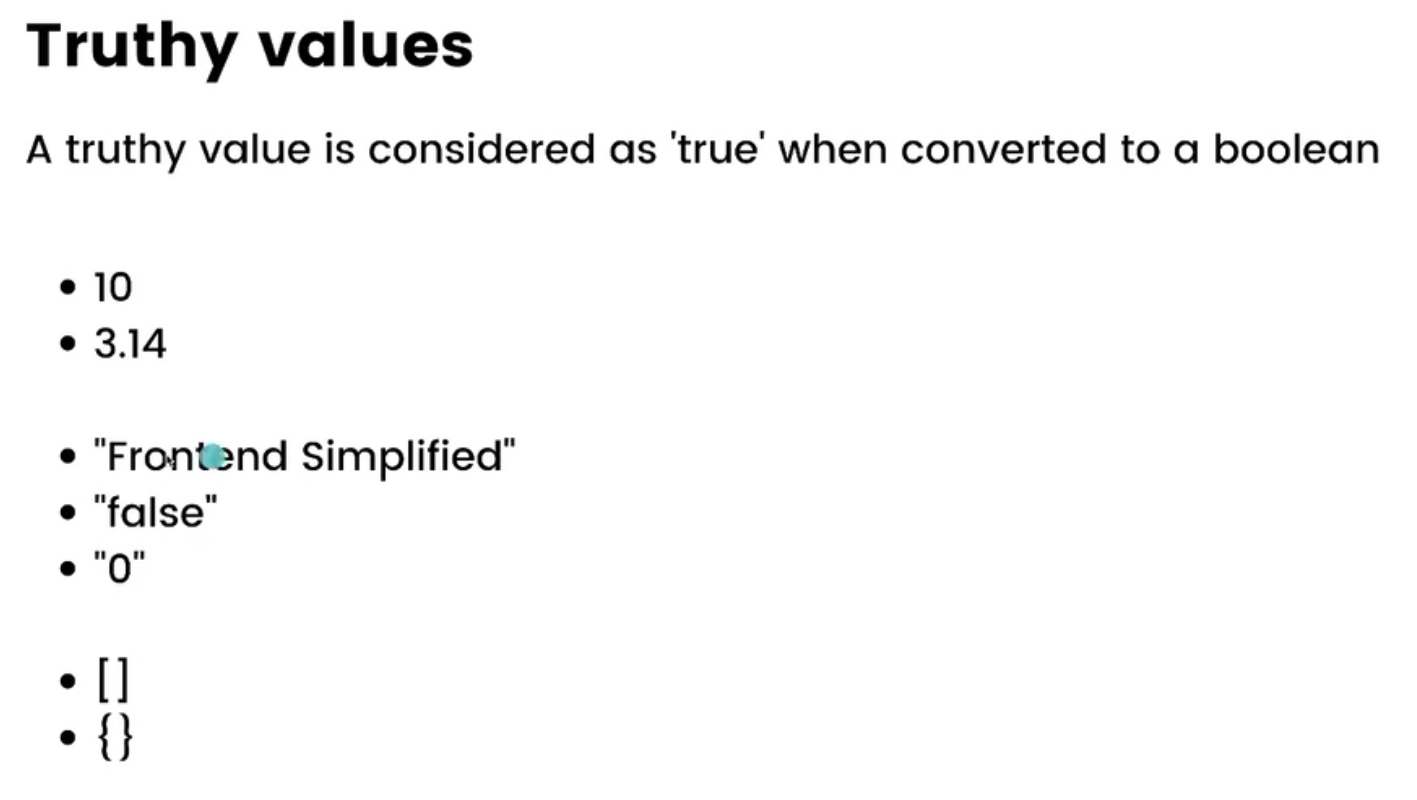 Truthy values
A truthy value is considered as 'true' when converted to a boolean
• 10
• 3.14
• "Frontend Simplified"
• "false"
• "0"
• []
• {}